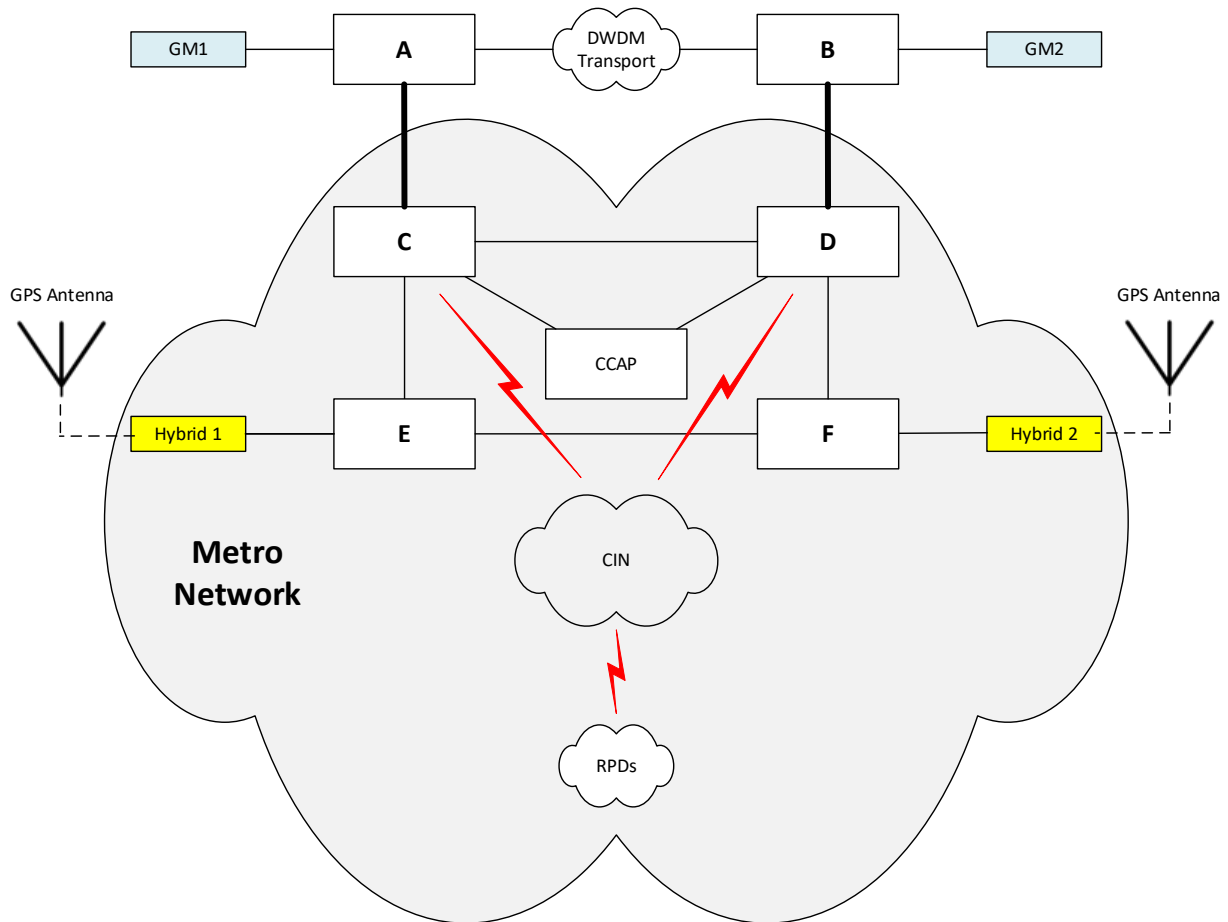 GM1
A
DWDM
Transport
B
GM2
C
D
GPS Antenna
GPS Antenna
CCAP
Hybrid 1
E
F
Hybrid 2
CIN
Metro
Network
RPDs